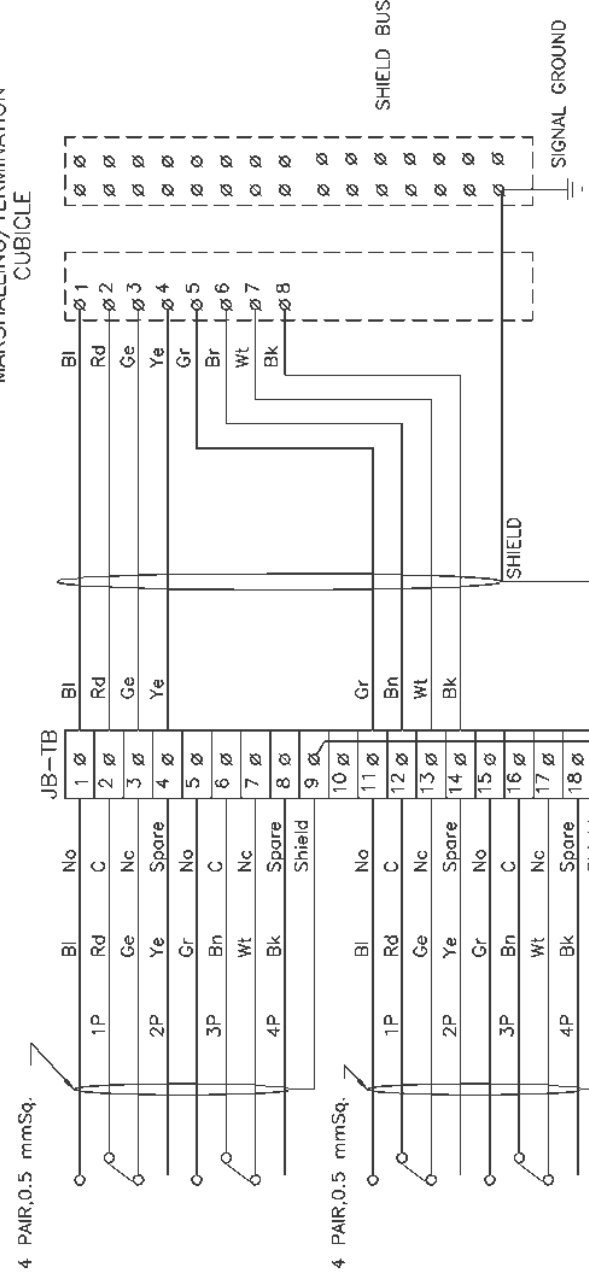 4 PAIR,0.5 mmSq.
JB-TB
MARSHALLING/TERMINATION
CUBICLE
Bl No 1 Bl Bl 1
1P
Rd C 2 Rd Rd 2
Ge Nc 3 Ge Ge 3
2P
Ye Spare 4 Ye Ye 4
Gr No 5 Gr 5
3P
Bn C 6 Br 6
Wt Nc 7 Wt 7
4P
Bk Spare 8 Bk 8
Shield 9
10
4 PAIR,0.5 mmSq.
Bl No 11 Gr
1P
Rd C 12 Bn
Ge Nc 13 Wt
2P
Ye Spare 14 Bk
Gr No 15
3P
Bn C 16
Wt Nc 17
4P
Bk Spare 18
SHIELD
SHIELD BUS
SIGNAL GROUND